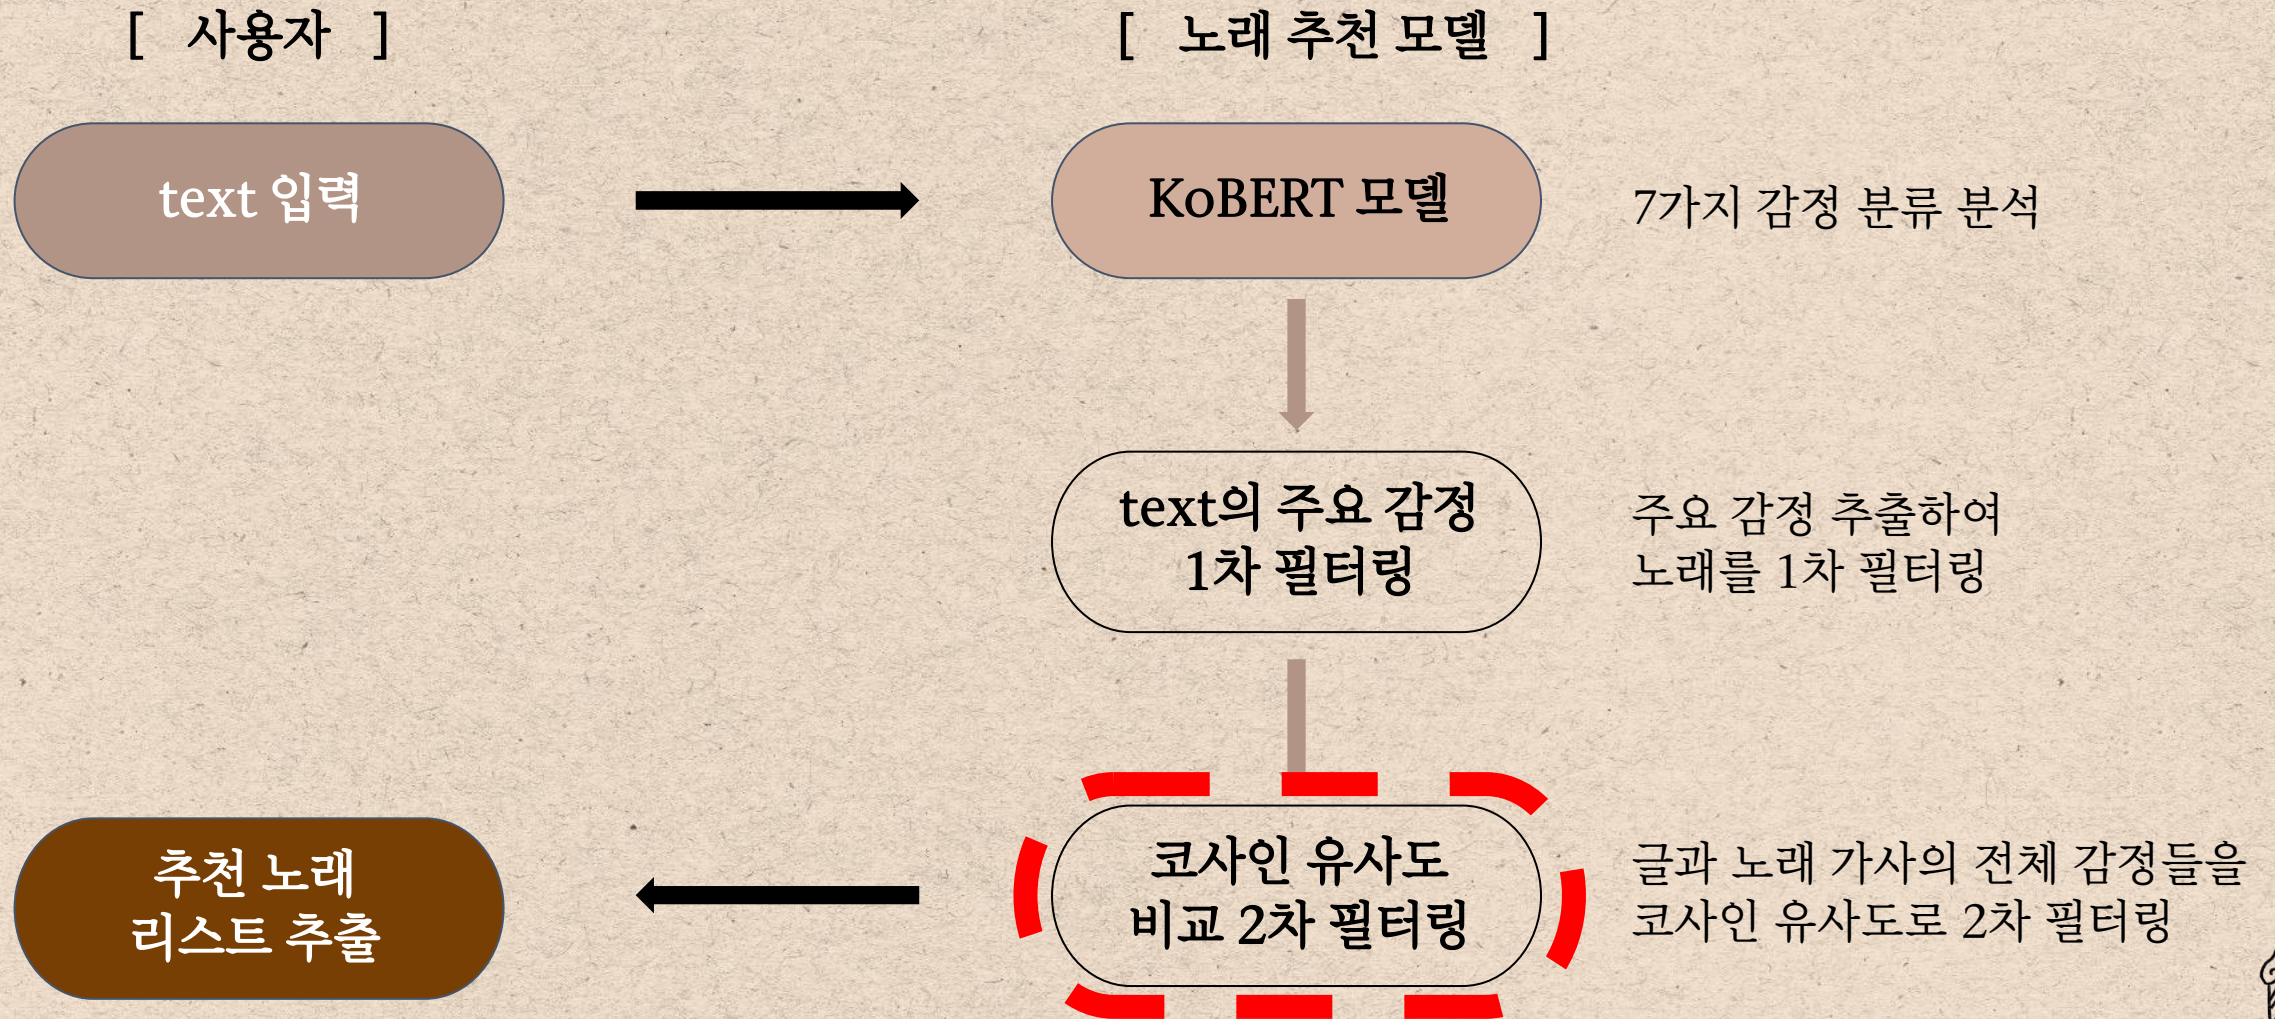 [ 사용자 ]
[ 노래 추천 모델 ]
text 입력
KoBERT 모델
7가지 감정 분류 분석
text의 주요 감정
1차 필터링
주요 감정 추출하여
노래를 1차 필터링
코사인 유사도
비교 2차 필터링
글과 노래 가사의 전체 감정들을
코사인 유사도로 2차 필터링
추천 노래
리스트 추출